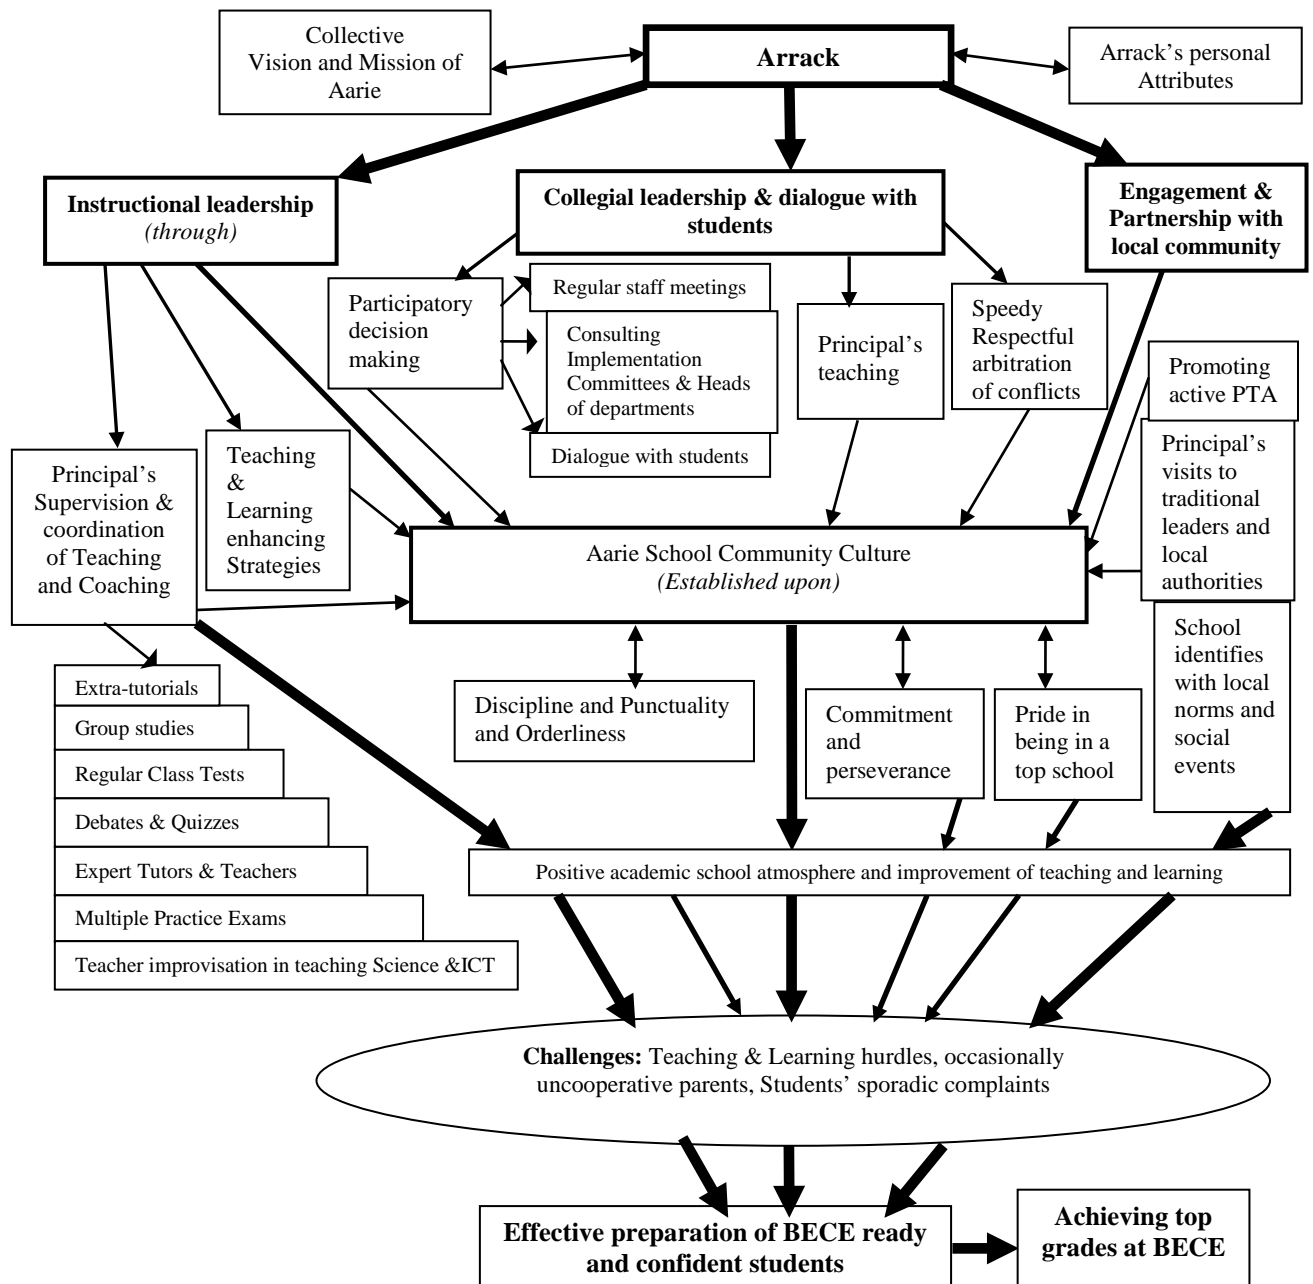 Collective
Vision and Mission of
Aarie
Arrack
Arrack's personal
Attributes
Instructional leadership
(through)
Collegial leadership & dialogue with
students
Engagement &
Partnership with
local community
Participatory
decision
making
Regular staff meetings
Consulting
Implementation
Committees & Heads
of departments
Dialogue with students
Principal's
teaching
Speedy
Respectful
arbitration
of conflicts
Promoting
active PTA
Principal's
visits to
traditional
leaders and
local
authorities
School
identifies
with local
norms and
social
events
Principal's
Supervision &
coordination
of Teaching
and Coaching
Teaching
&
Learning
enhancing
Strategies
Aarie School Community Culture
(Established upon)
Extra-tutorials
Group studies
Regular Class Tests
Debates & Quizzes
Expert Tutors & Teachers
Multiple Practice Exams
Teacher improvisation in teaching Science &ICT
Discipline and Punctuality
and Orderliness
Commitment
and
perseverance
Pride in
being in a
top school
Positive academic school atmosphere and improvement of teaching and learning
Challenges: Teaching & Learning hurdles, occasionally
uncooperative parents, Students' sporadic complaints
Effective preparation of BECE ready
and confident students
Achieving top
grades at BECE